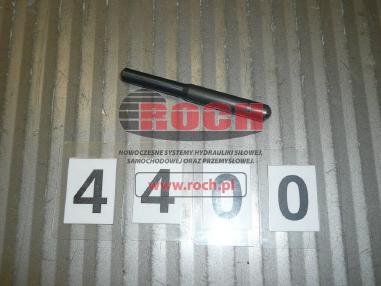 ROCH
NOWOCZESNE SYSTEMY HYDRAULIKI SIŁOWEJ,
SAMOCHODOWEJ ORAZ PRZEMYSŁOWEJ.
www.roch.pl
4400